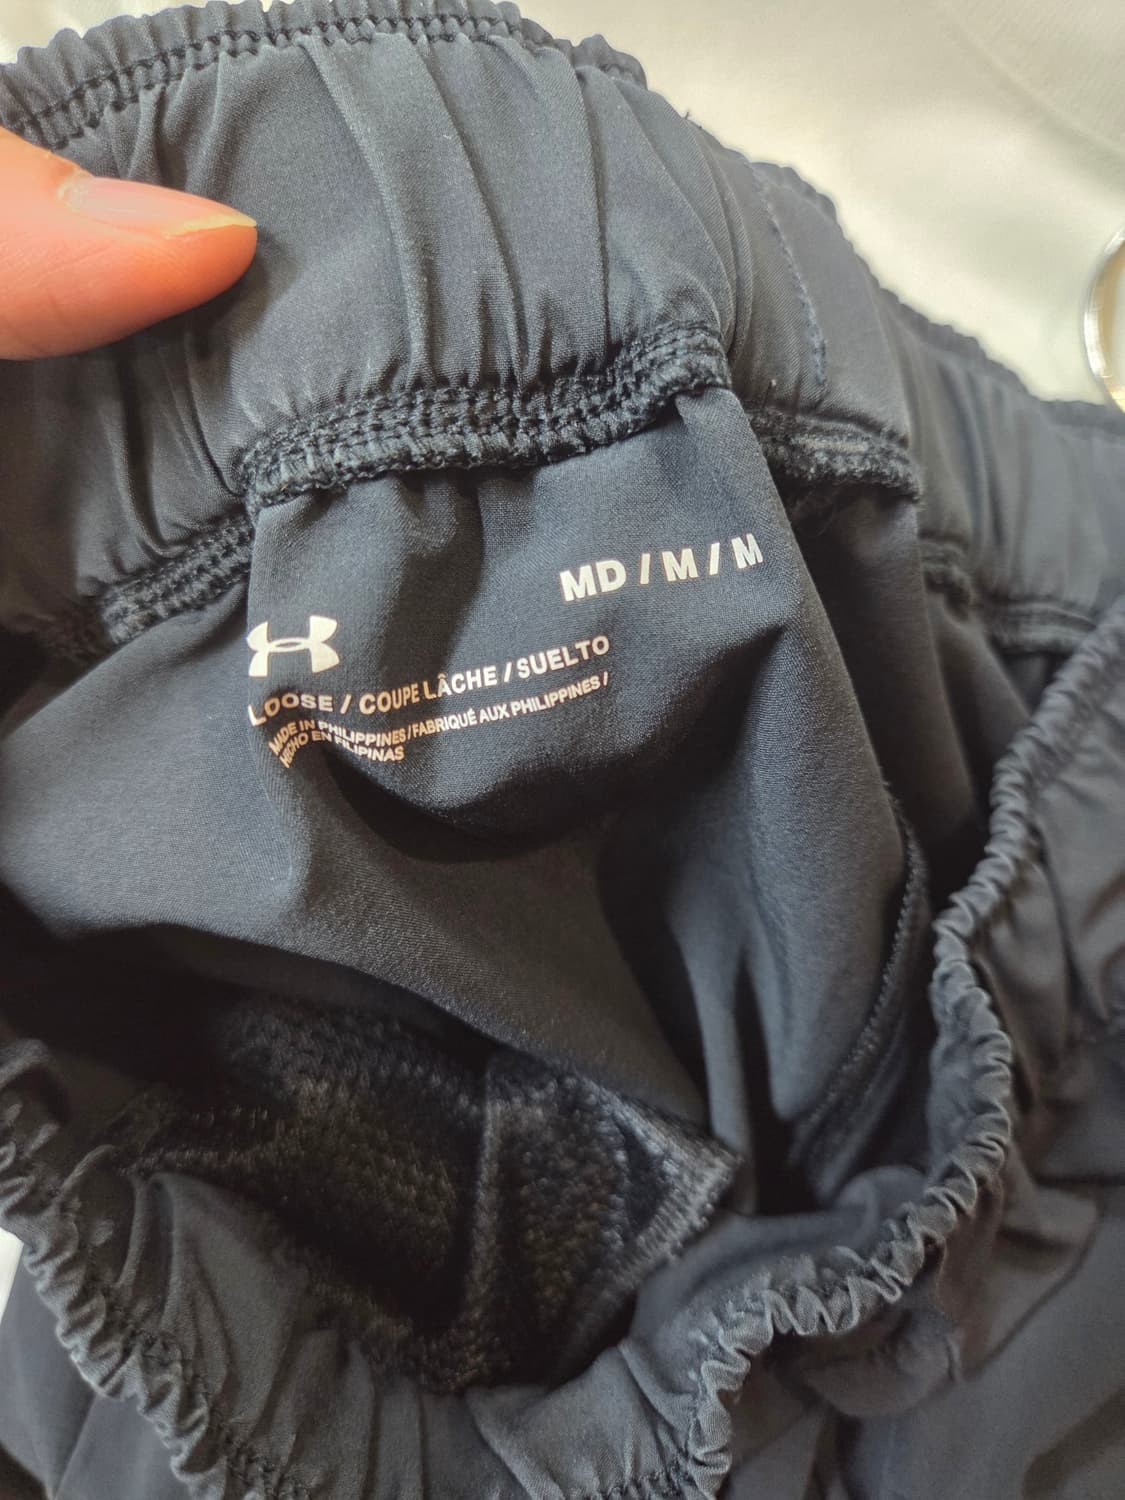 MD / M / M
LOOSE / COUPE LÂCHE / SUELTO
MADE IN PHILIPPINES / FABRIQUÉ AUX PHILIPPINES /
HECHO EN FILIPINAS